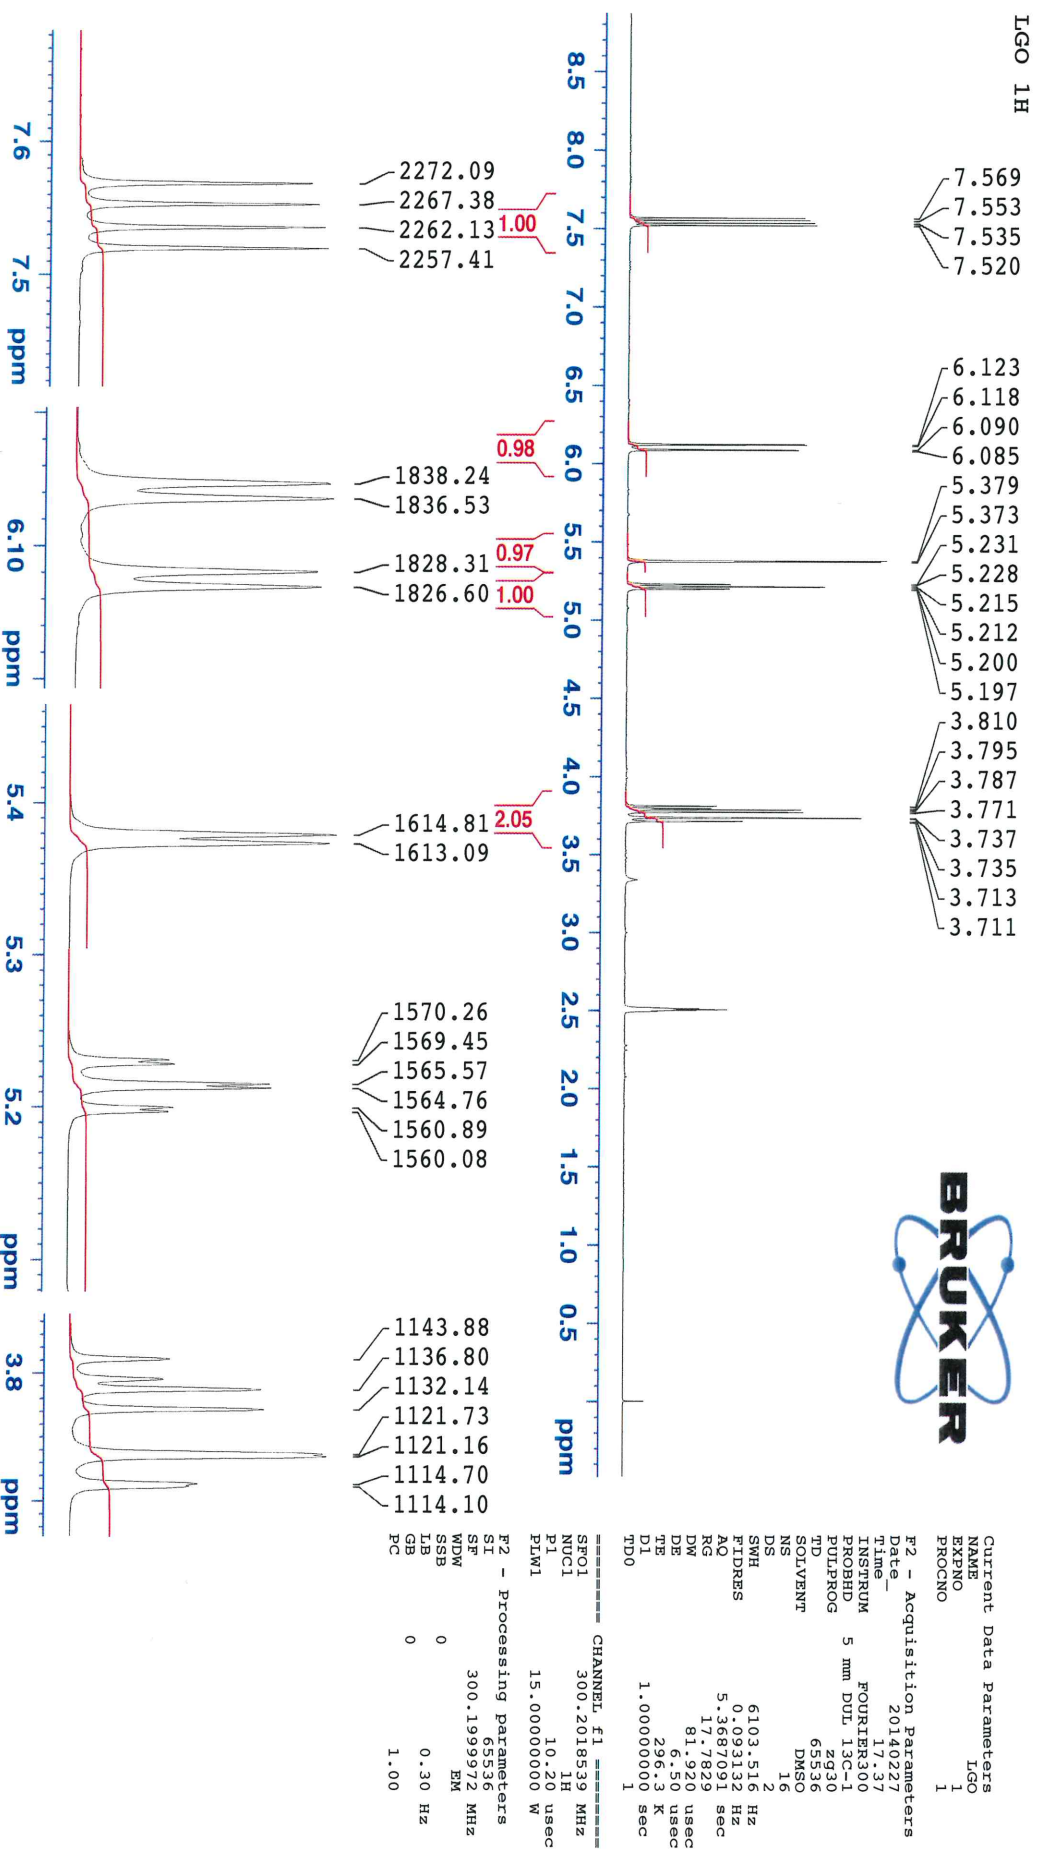 LGO 1H
BRUKER
7.569
7.553
7.535
7.520
6.123
6.118
6.090
6.085
5.379
5.373
5.231
5.228
5.215
5.212
5.200
5.197
3.810
3.795
3.787
3.771
3.737
3.735
3.713
3.711
8.5 8.0 7.5 7.0 6.5 6.0 5.5 5.0 4.5 4.0 3.5 3.0 2.5 2.0 1.5 1.0 0.5 ppm
1.00
0.98
0.97
1.00
2.05
2272.09
2267.38
2262.13
2257.41
1838.24
1836.53
1828.31
1826.60
1614.81
1613.09
1570.26
1569.45
1565.57
1564.76
1560.89
1560.08
1143.88
1136.80
1132.14
1121.73
1121.16
1114.70
1114.10
7.6 7.5 ppm
6.10 ppm
5.4 5.3 5.2 ppm
3.8 ppm
Current Data Parameters
NAME LGO
EXPNO 1
PROCNO 1
F2 - Acquisition Parameters
Date_ 20140227
Time 17.37
INSTRUM FOURIER300
PROBHD 5 mm DUL 13C-1
PULPROG zg30
TD 65536
SOLVENT DMSO
NS 16
DS 2
SWH 6103.516 Hz
FIDRES 0.093132 Hz
AQ 5.3687091 sec
RG 17.7829
DW 81.920 usec
DE 6.50 usec
TE 296.3 K
D1 1.00000000 sec
TD0 1
======== CHANNEL f1 ========
SFO1 300.2018539 MHz
NUC1 1H
P1 10.20 usec
PLW1 15.00000000 W
F2 - Processing parameters
SI 65536
SF 300.1999972 MHz
WDW EM
SSB 0
LB 0.30 Hz
GB 0
PC 1.00